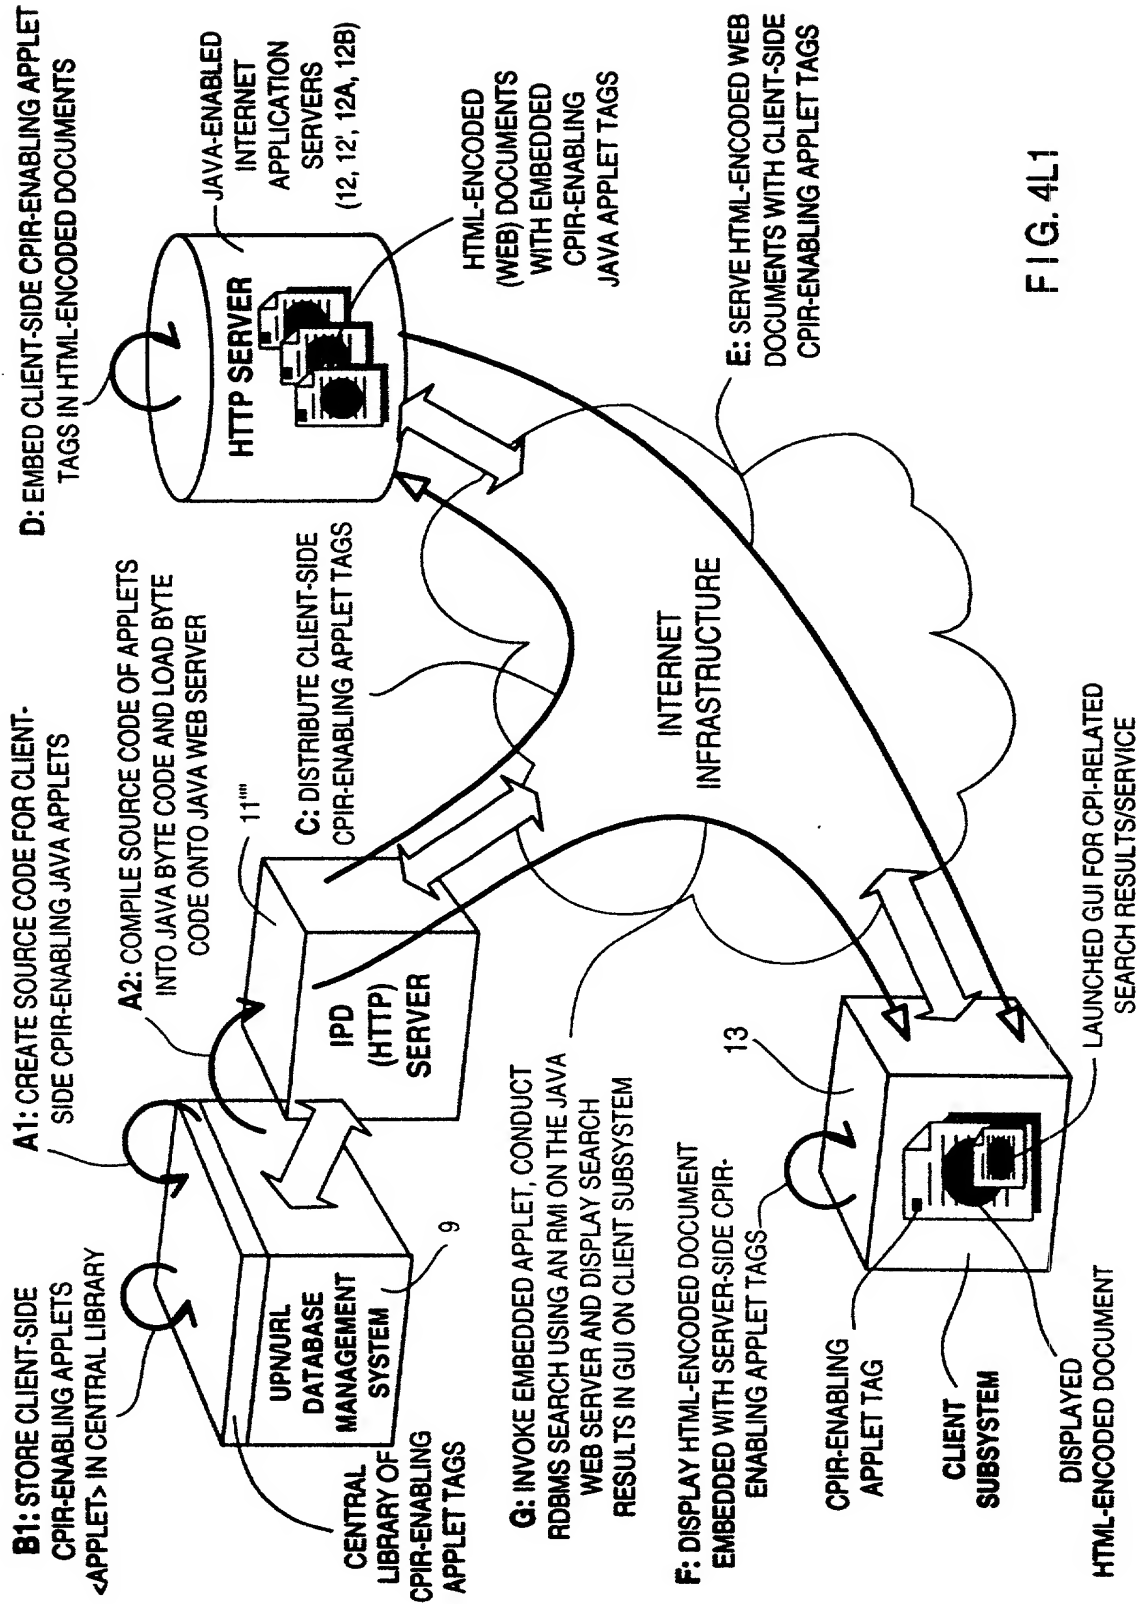 B1: STORE CLIENT-SIDE
CPIR-ENABLING APPLETS
<APPLET> IN CENTRAL LIBRARY
A1: CREATE SOURCE CODE FOR CLIENT-
SIDE CPIR-ENABLING JAVA APPLETS
A2: COMPILE SOURCE CODE OF APPLETS
INTO JAVA BYTE CODE AND LOAD BYTE
CODE ONTO JAVA WEB SERVER
D: EMBED CLIENT-SIDE CPIR-ENABLING APPLET
TAGS IN HTML-ENCODED DOCUMENTS
JAVA-ENABLED
INTERNET
APPLICATION
SERVERS
(12, 12', 12A, 12B)
HTTP SERVER
HTML-ENCODED
(WEB) DOCUMENTS
WITH EMBEDDED
CPIR-ENABLING
JAVA APPLET TAGS
11''''
C: DISTRIBUTE CLIENT-SIDE
CPIR-ENABLING APPLET TAGS
UPN/URL
DATABASE
MANAGEMENT
SYSTEM
9
IPD
(HTTP)
SERVER
CENTRAL
LIBRARY OF
CPIR-ENABLING
APPLET TAGS
E: SERVE HTML-ENCODED WEB
DOCUMENTS WITH CLIENT-SIDE
CPIR-ENABLING APPLET TAGS
INTERNET
INFRASTRUCTURE
G: INVOKE EMBEDDED APPLET, CONDUCT
RDBMS SEARCH USING AN RMI ON THE JAVA
WEB SERVER AND DISPLAY SEARCH
RESULTS IN GUI ON CLIENT SUBSYSTEM
F: DISPLAY HTML-ENCODED DOCUMENT
EMBEDDED WITH SERVER-SIDE CPIR-
ENABLING APPLET TAGS
13
CPIR-ENABLING
APPLET TAG
CLIENT
SUBSYSTEM
DISPLAYED
HTML-ENCODED DOCUMENT
LAUNCHED GUI FOR CPI-RELATED
SEARCH RESULTS/SERVICE
FIG. 4L1